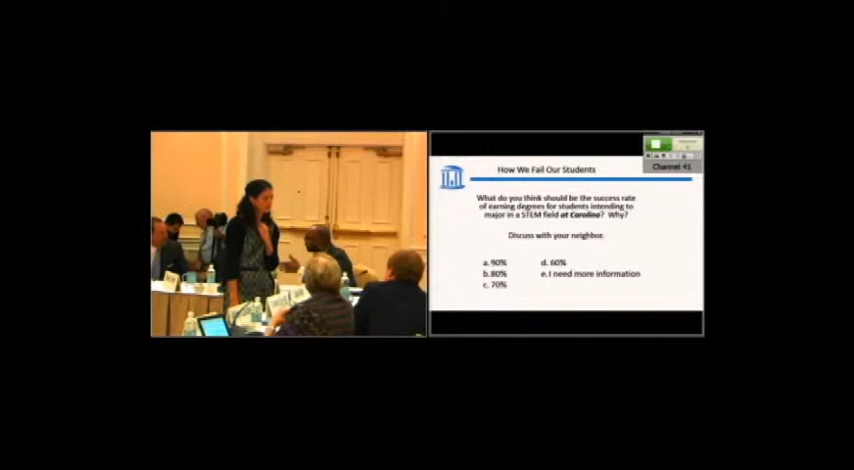 Channel 41
How We Fail Our Students
What do you think should be the success rate
of earning degrees for students intending to
major in a STEM field at Carolina? Why?
Discuss with your neighbor.
a. 90%
b. 80%
c. 70%
d. 60%
e. I need more information